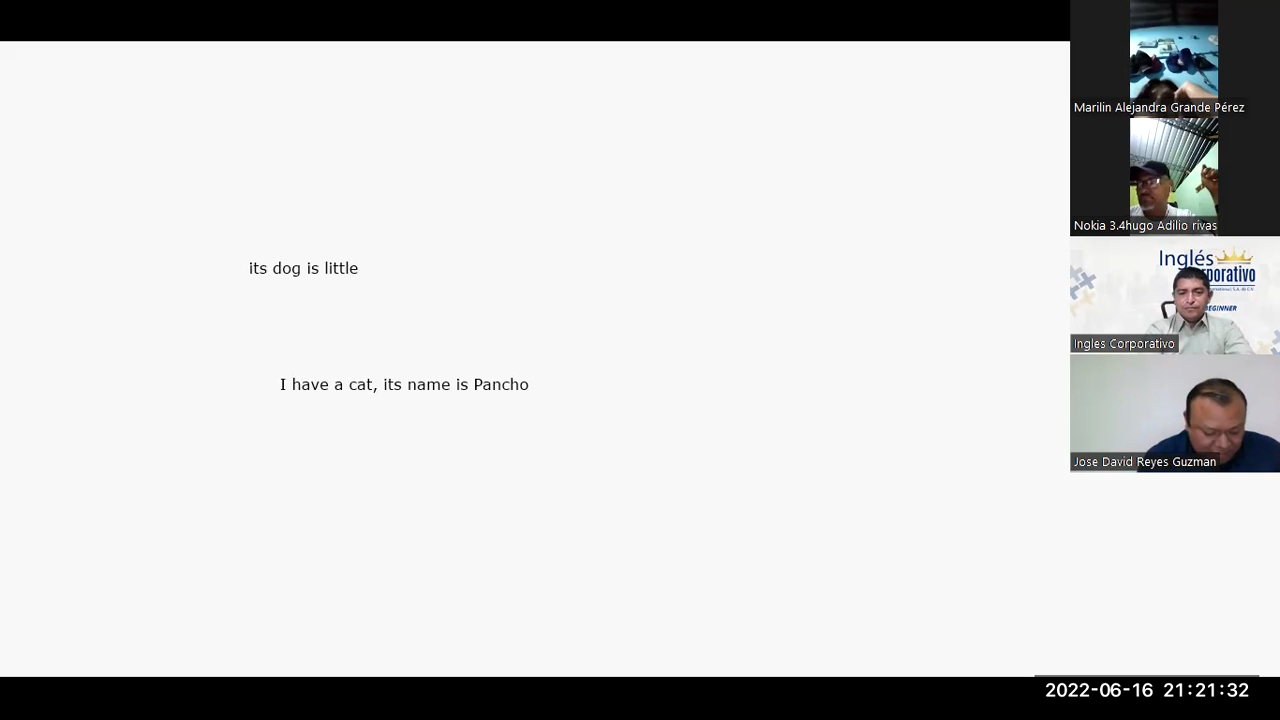 its dog is little
I have a cat, its name is Pancho
Marilin Alejandra Grande Pérez
Nokia 3.4hugo Adilio rivas
Inglés
porativo
BEGINNER
Ingles Corporativo
Jose David Reyes Guzman
2022-06-16 21:21:32